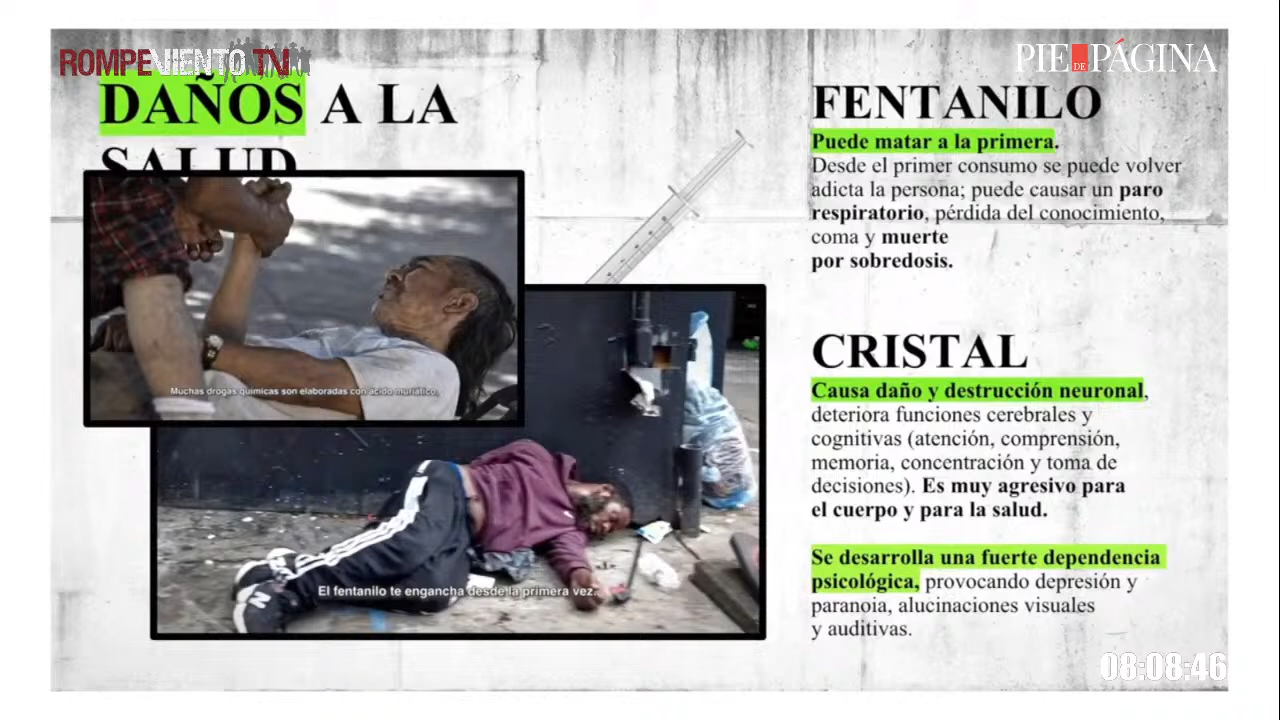 ROMPEVIENTO TV
PIE DE PÁGINA
DAÑOS A LA
SALUD
Muchas drogas químicas son elaboradas con ácido muriático,
El fentanilo te engancha desde la primera vez.
FENTANILO
Puede matar a la primera.
Desde el primer consumo se puede volver
adicta la persona; puede causar un paro
respiratorio, pérdida del conocimiento,
coma y muerte
por sobredosis.
CRISTAL
Causa daño y destrucción neuronal,
deteriora funciones cerebrales y
cognitivas (atención, comprensión,
memoria, concentración y toma de
decisiones). Es muy agresivo para
el cuerpo y para la salud.
Se desarrolla una fuerte dependencia
psicológica, provocando depresión y
paranoia, alucinaciones visuales
y auditivas.
08:08:46